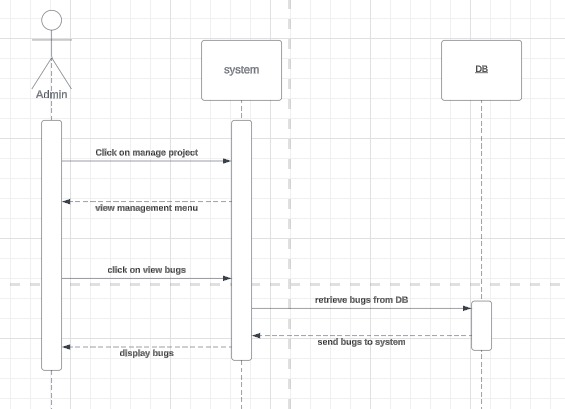 Admin
system
DB
Click on manage project
view management menu
click on view bugs
retrieve bugs from DB
send bugs to system
display bugs